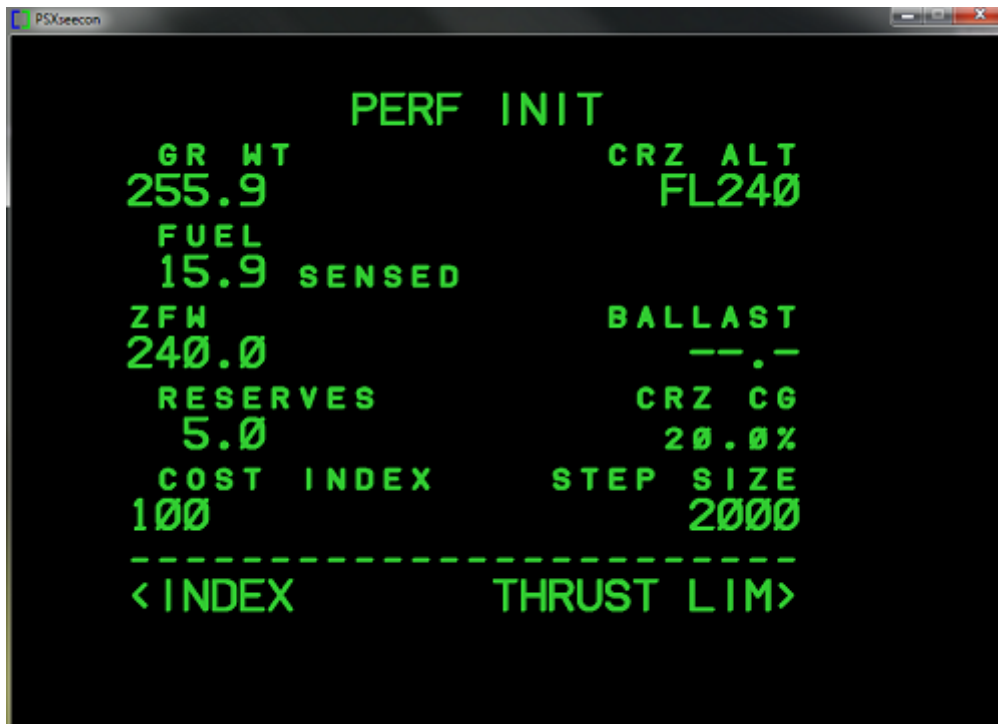 PSXseecon
PERF INIT
GR WT CRZ ALT
255.9 FL240
FUEL
15.9 SENSED
ZFW BALLAST
240.0 --.-
RESERVES CRZ CG
5.0 20.0%
COST INDEX STEP SIZE
100 2000
------------------------
<INDEX THRUST LIM>